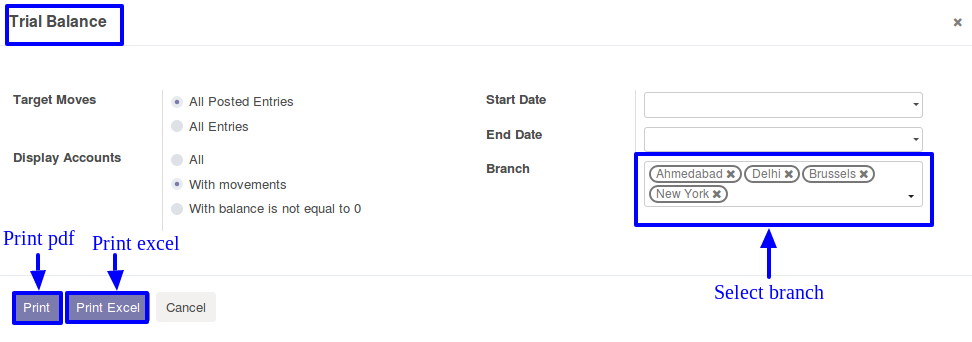 Trial Balance
×
Target Moves
All Posted Entries
All Entries
Display Accounts
All
With movements
With balance is not equal to 0
Start Date
End Date
Branch
Ahmedabad ✖ Delhi ✖ Brussels ✖
New York ✖
Print pdf
Print excel
Select branch
Print
Print Excel
Cancel